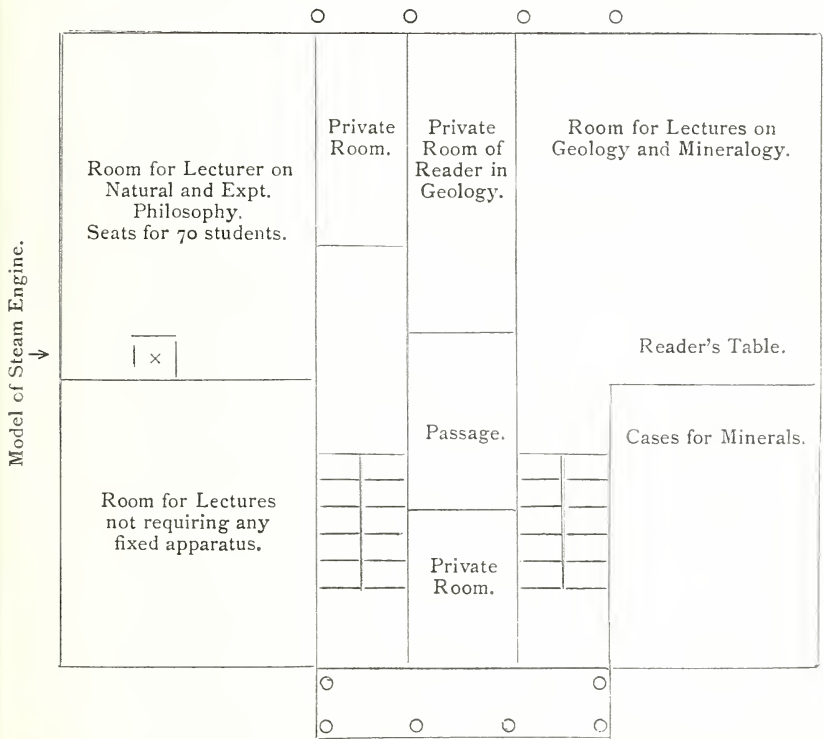 Model of Steam Engine.
Room for Lecturer on
Natural and Expt.
Philosophy.
Seats for 70 students.
×
Private
Room.
Private
Room of
Reader in
Geology.
Room for Lectures on
Geology and Mineralogy.
Reader's Table.
Passage.
Cases for Minerals.
Room for Lectures
not requiring any
fixed apparatus.
Private
Room.